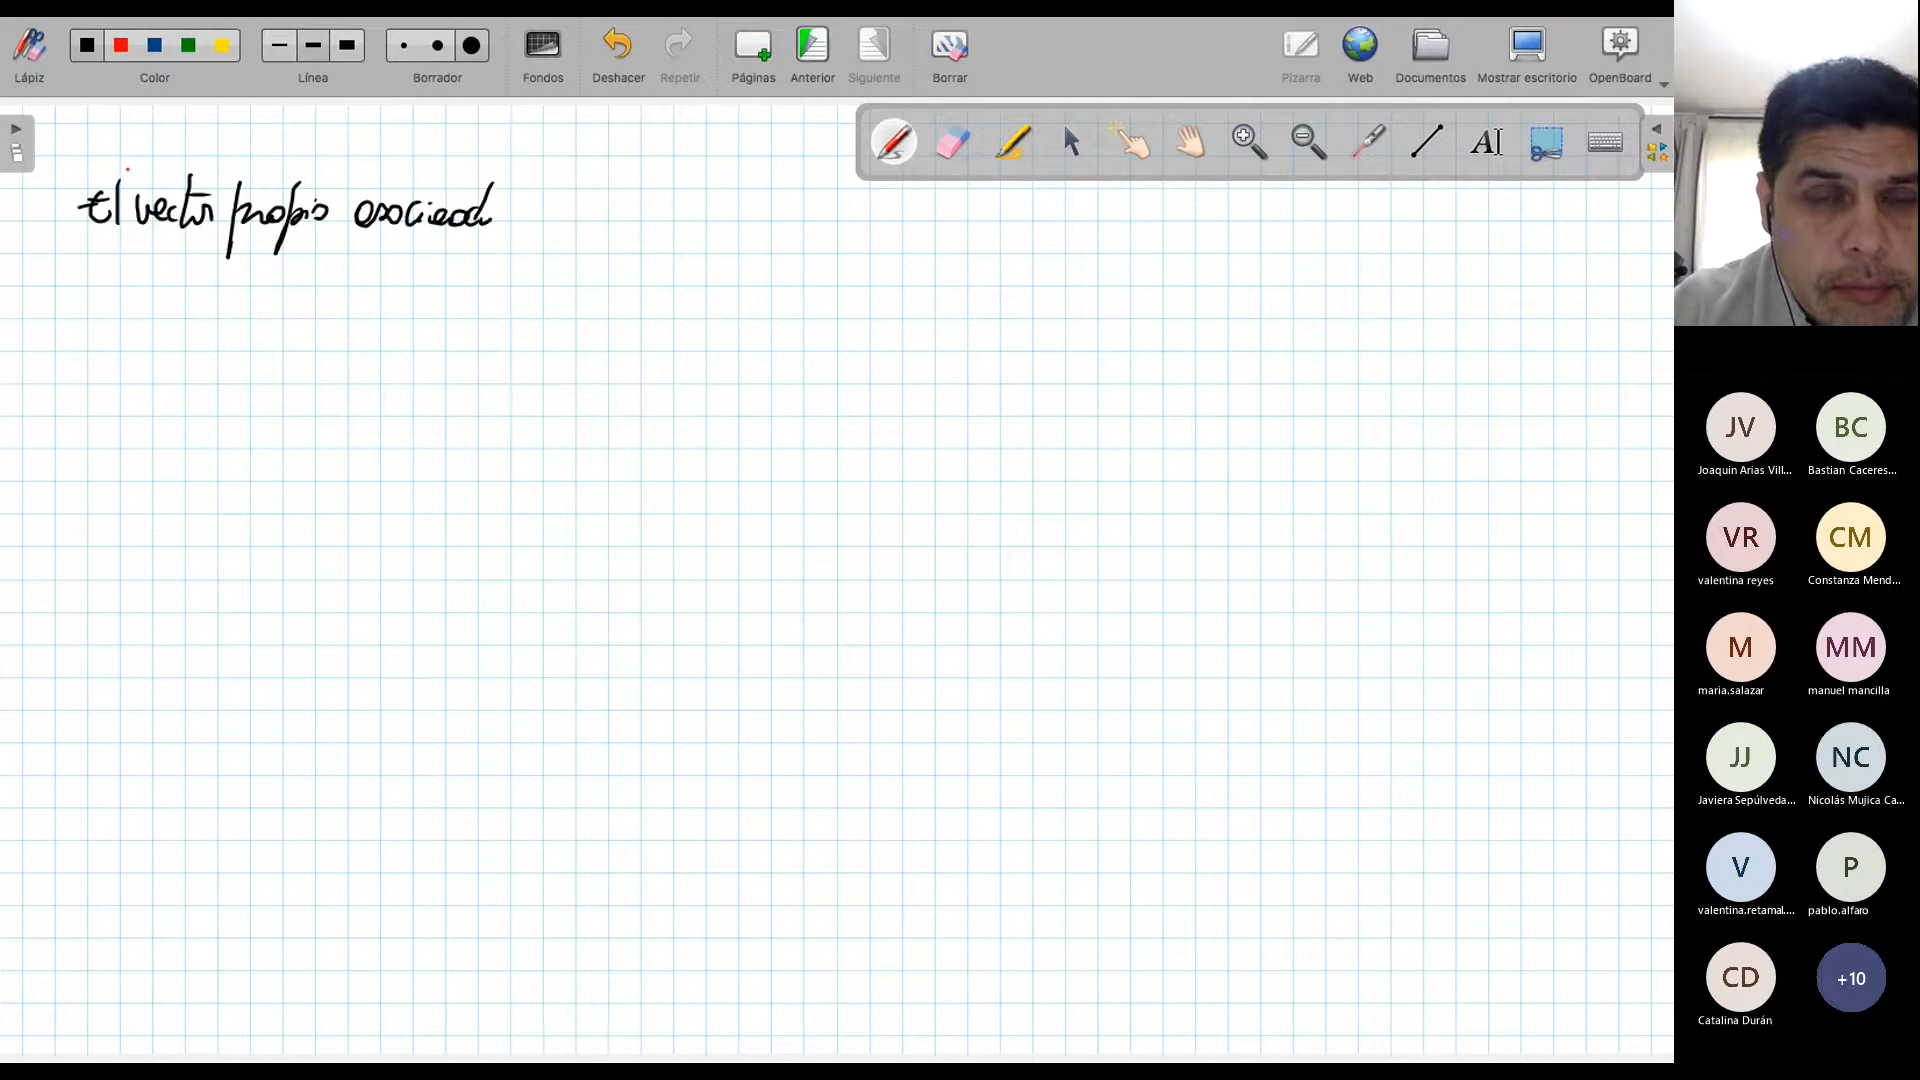 Lápiz
Color
Línea
Borrador
Fondos
Deshacer
Repetir
Páginas
Anterior
Siguiente
Borrar
Pizarra
Web
Documentos
Mostrar escritorio
OpenBoard
El vector propio asociad
JV
Joaquin Arias Vill...
BC
Bastian Caceres...
VR
valentina reyes
CM
Constanza Mend...
M
maria.salazar
MM
manuel mancilla
JJ
Javiera Sepúlveda...
NC
Nicolás Mujica Ca...
V
valentina.retamal....
P
pablo.alfaro
CD
Catalina Durán
+10